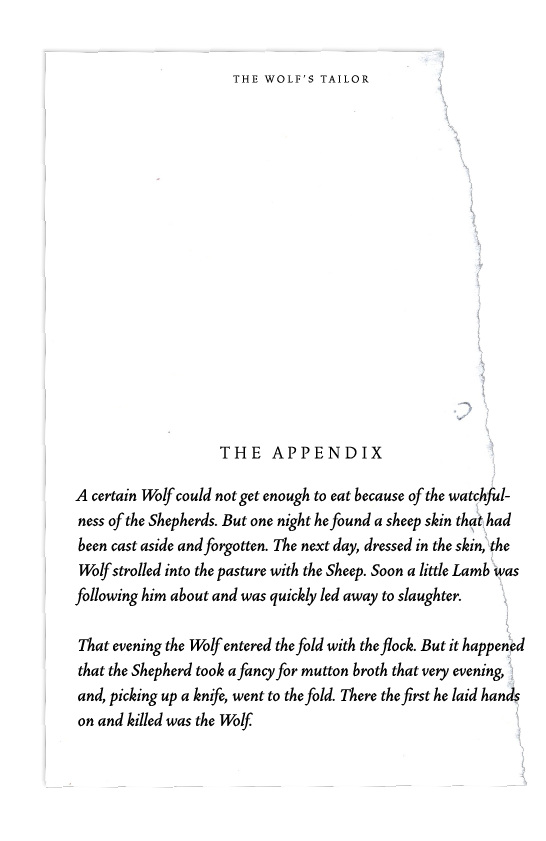 THE WOLF'S TAILOR
THE APPENDIX
A certain Wolf could not get enough to eat because of the watchful-
ness of the Shepherds. But one night he found a sheep skin that had
been cast aside and forgotten. The next day, dressed in the skin, the
Wolf strolled into the pasture with the Sheep. Soon a little Lamb was
following him about and was quickly led away to slaughter.
That evening the Wolf entered the fold with the flock. But it happened
that the Shepherd took a fancy for mutton broth that very evening,
and, picking up a knife, went to the fold. There the first he laid hands
on and killed was the Wolf.